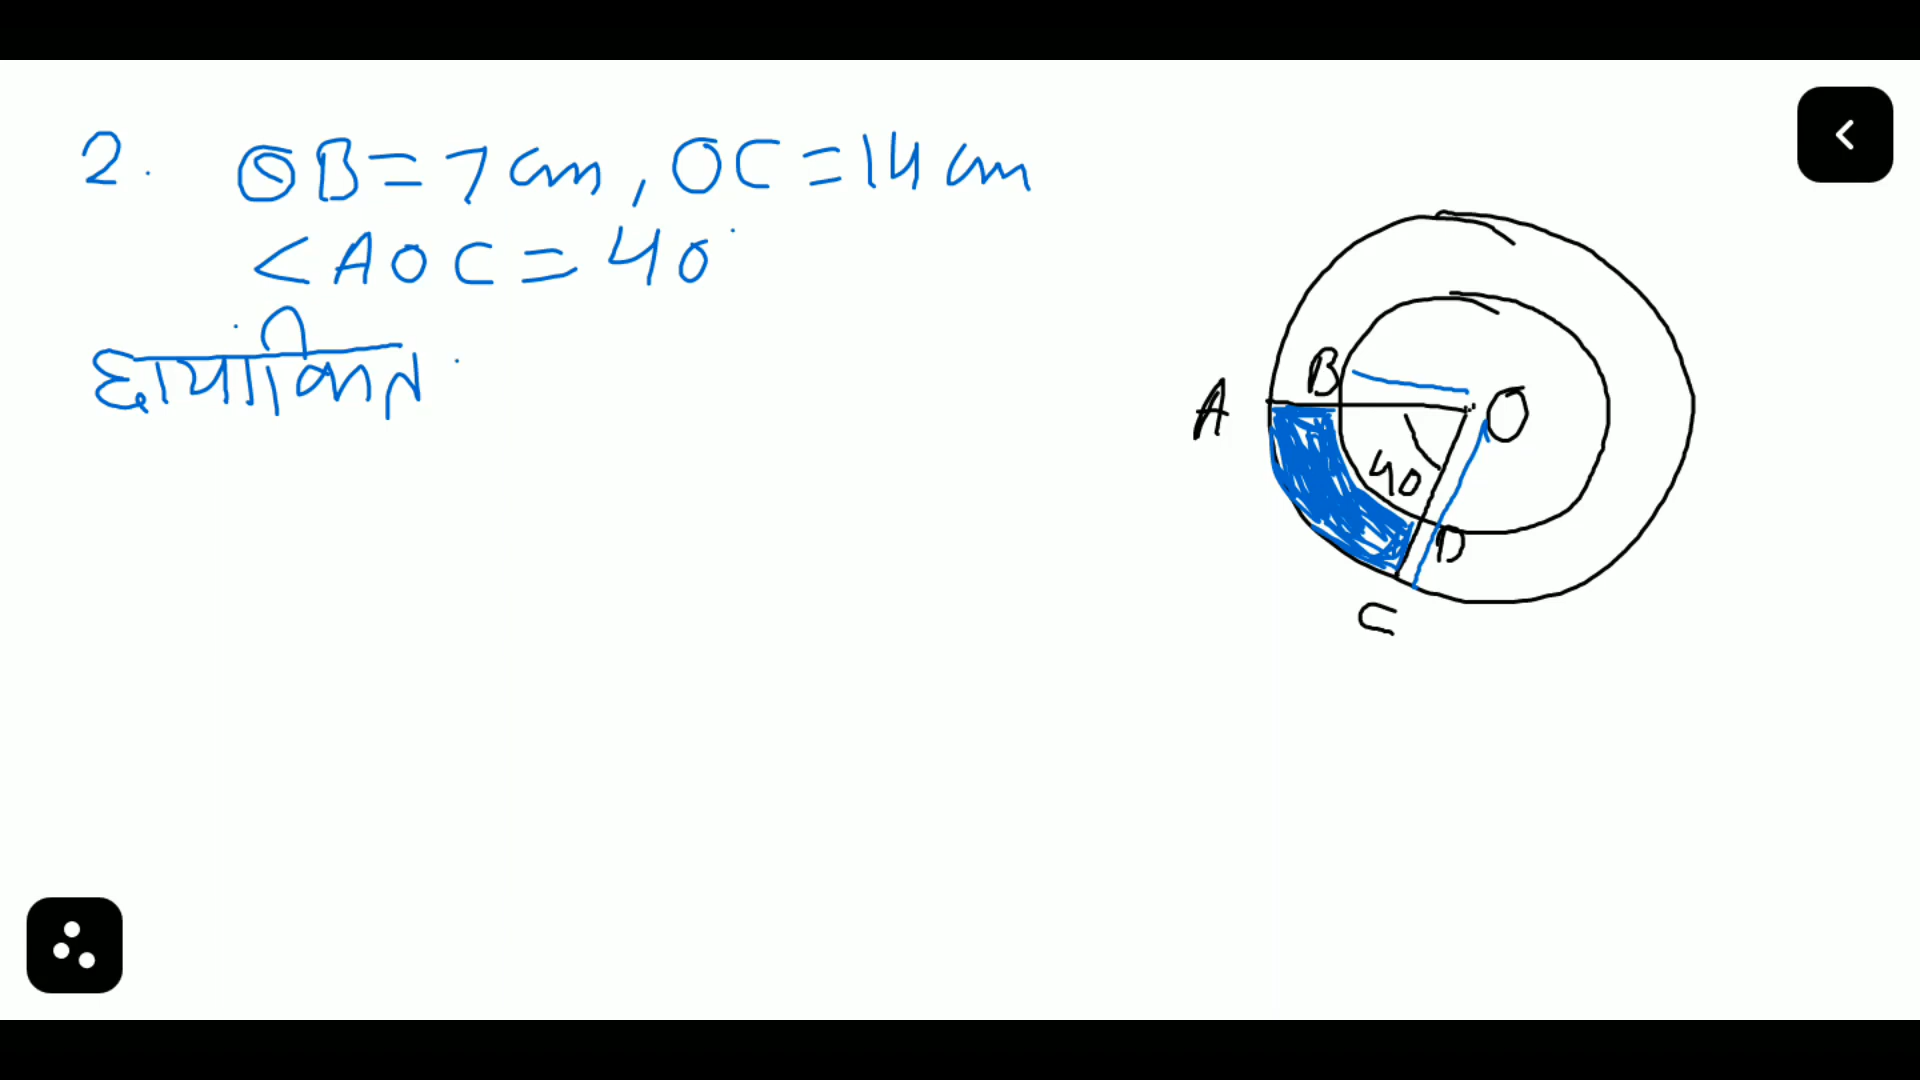 2. OB = 7 cm, OC = 14 cm
<AOC = 40°
छायांकित
A
B
O
40
D
C